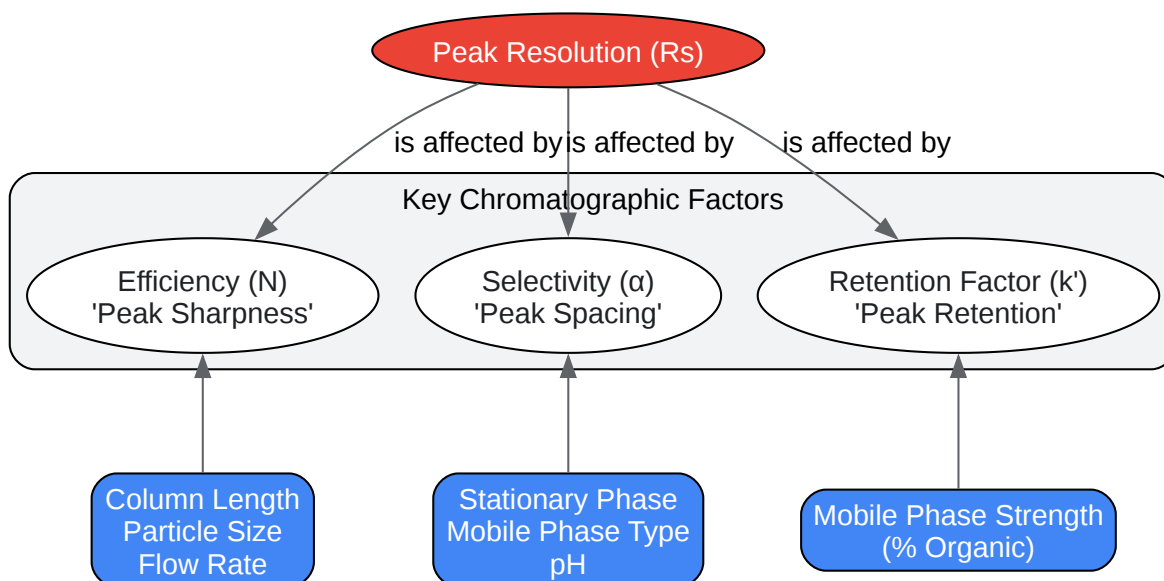 Peak Resolution (Rs)
is affected by
is affected by
is affected by
Key Chromatographic Factors
Efficiency (N)
'Peak Sharpness'
Selectivity (α)
'Peak Spacing'
Retention Factor (k')
'Peak Retention'
Column Length
Particle Size
Flow Rate
Stationary Phase
Mobile Phase Type
pH
Mobile Phase Strength
(% Organic)